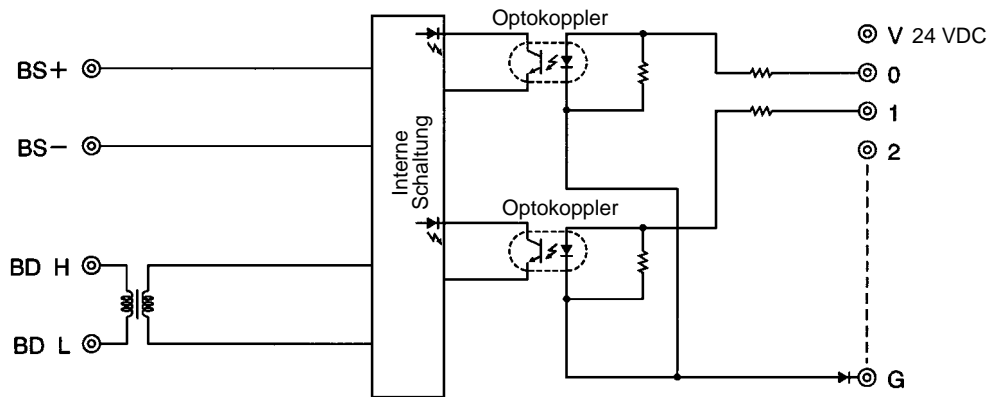 Optokoppler
V 24 VDC
BS+
0
1
BS−
2
Interne
Schaltung
Optokoppler
BD H
BD L
G